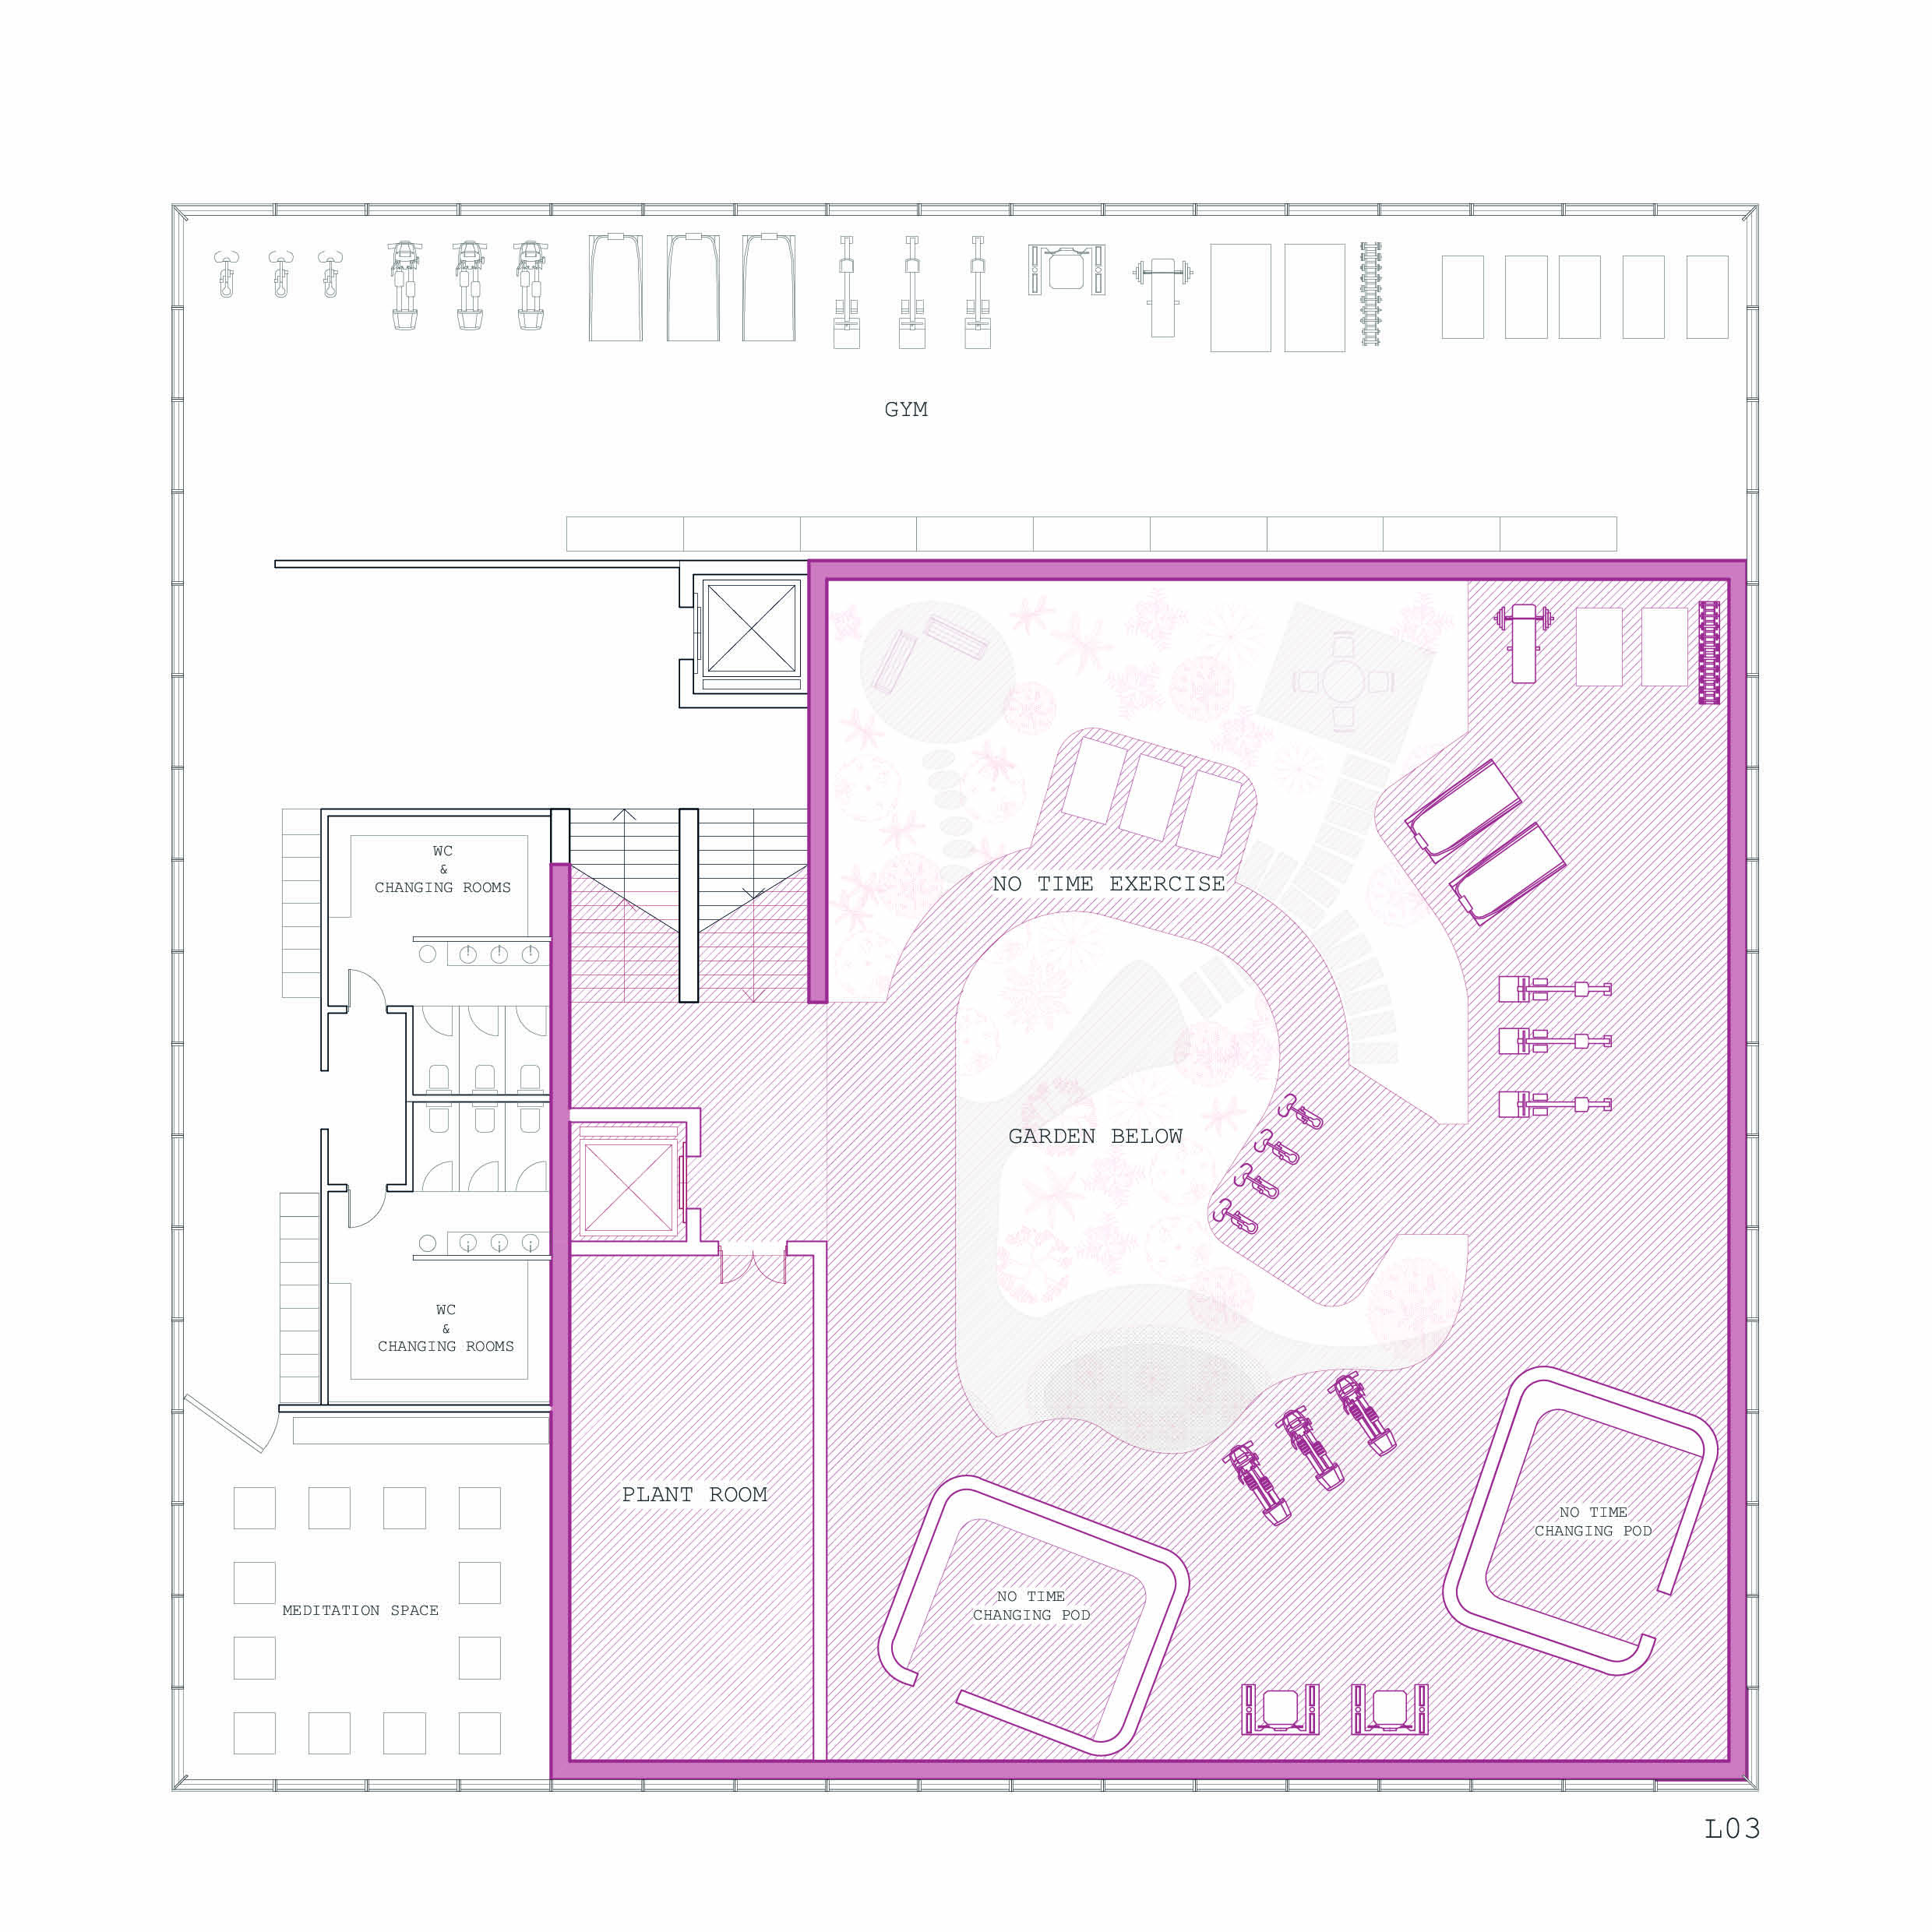 GYM
WC
&
CHANGING ROOMS
NO TIME EXERCISE
GARDEN BELOW
WC
&
CHANGING ROOMS
PLANT ROOM
NO TIME
CHANGING POD
NO TIME
CHANGING POD
MEDITATION SPACE
L03